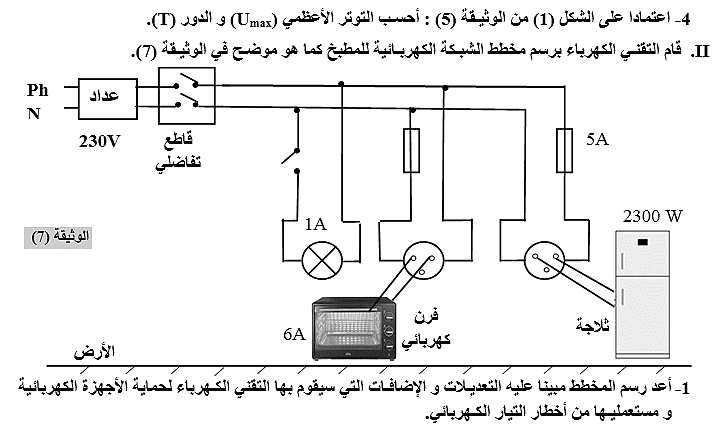 4- اعتمادا على الشكل (1) من الوثيقة (5) : أحسب التوتر الأعظمي (Umax) و الدور (T).
II. قام التقني الكهرباء برسم مخطط الشبكة الكهربائية للمطبخ كما هو موضح في الوثيقة (7).
Ph
N
عداد
230V
قاطع
تفاضلي
5A
1A
2300 W
الوثيقة (7)
6A
فرن
كهربائي
ثلاجة
الأرض
1- أعد رسم المخطط مبينا عليه التعديلات و الإضافات التي سيقوم بها التقني الكهرباء لحماية الأجهزة الكهربائية
و مستعمليها من أخطار التيار الكهربائي.